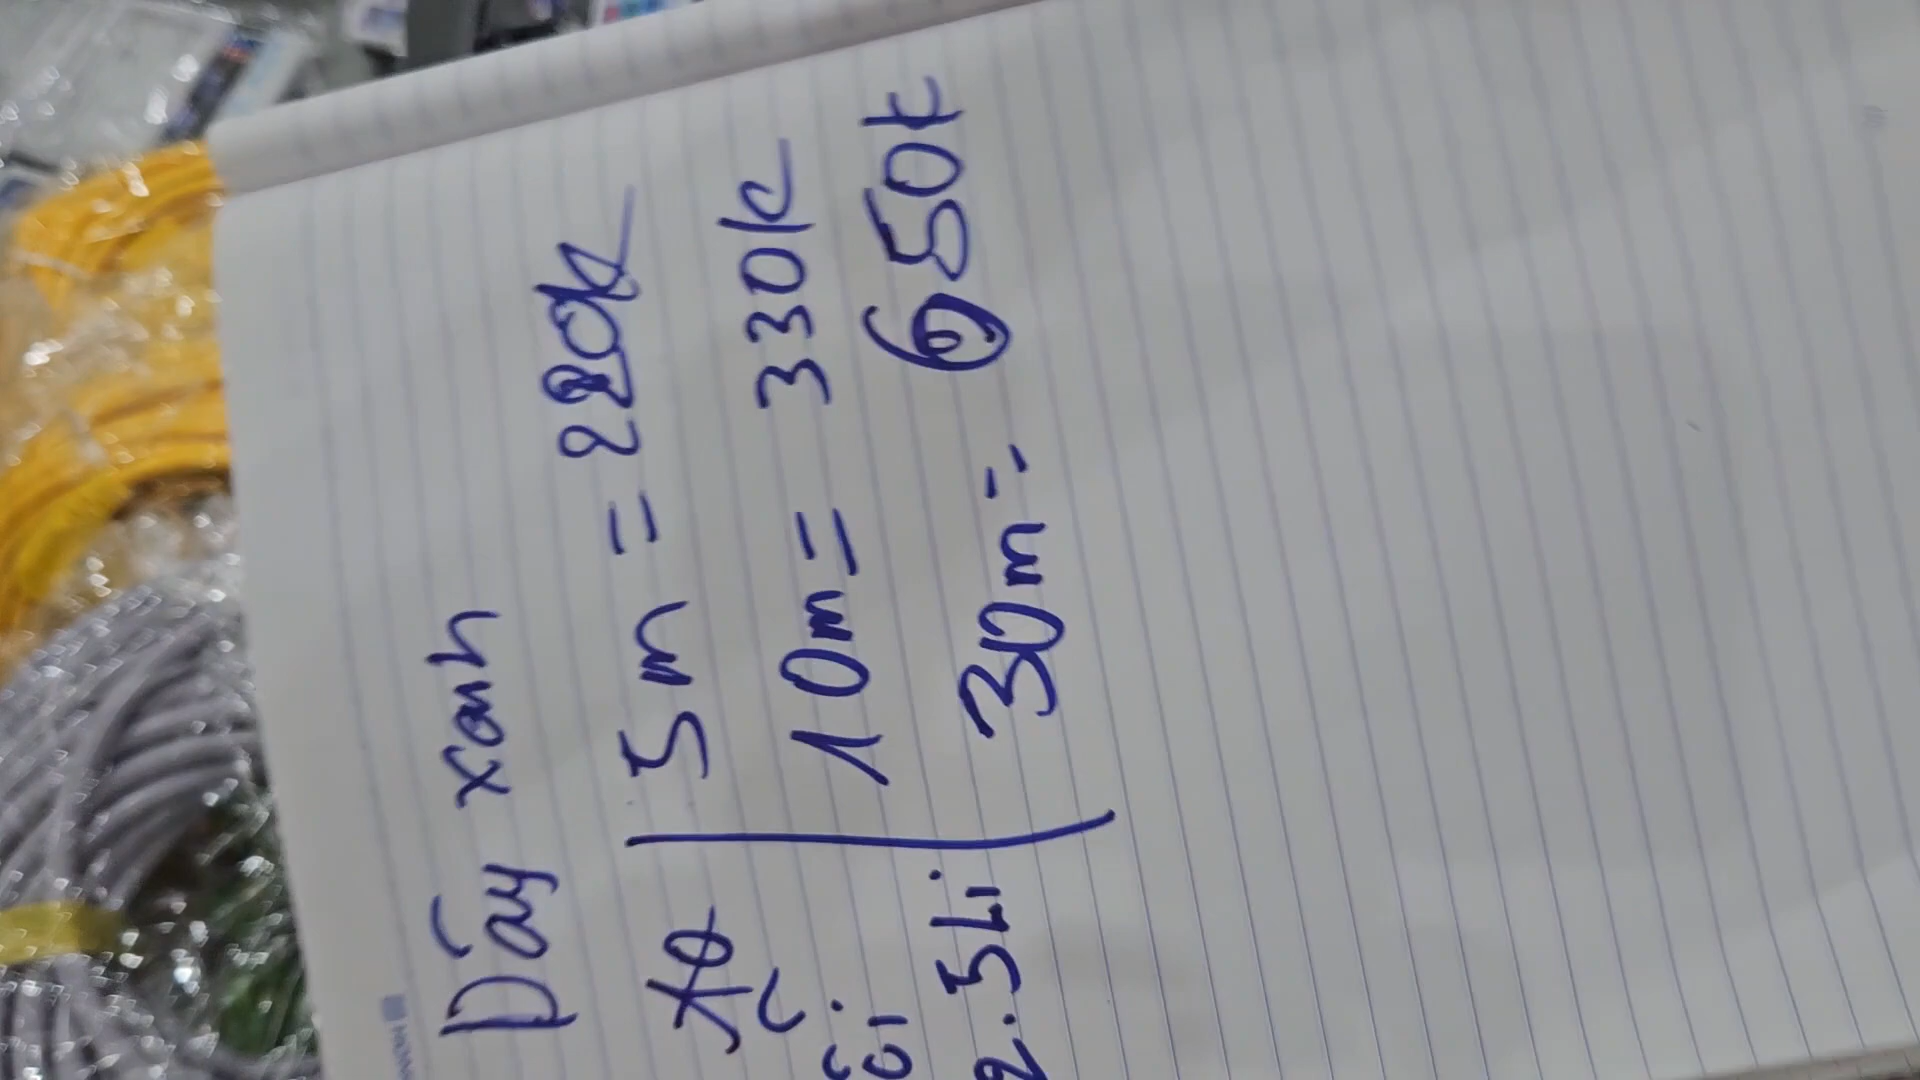 Dây xanh
5m = 220k
10m = 330k
30m = 650k
2.5Li